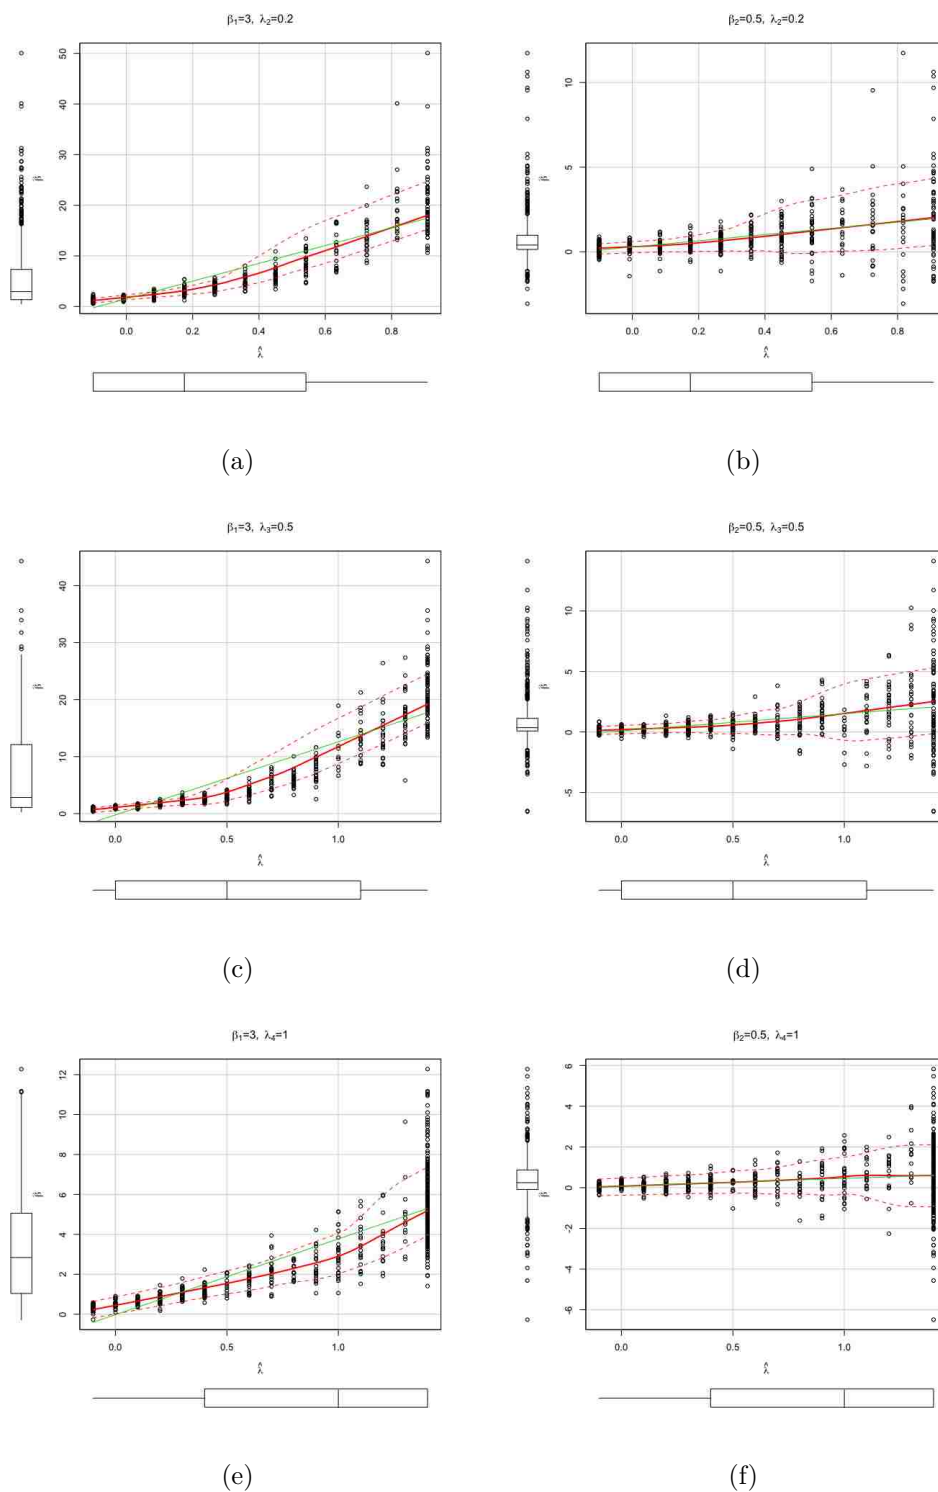 β₁=3, λ₂=0.2
β₂=0.5, λ₂=0.2
50
40
30
20
10
0
β̂
0.0 0.2 0.4 0.6 0.8
λ̂
10
5
0
β̂
0.0 0.2 0.4 0.6 0.8
λ̂
(a)
(b)
β₁=3, λ₃=0.5
β₂=0.5, λ₃=0.5
40
30
20
10
0
β̂
0.0 0.5 1.0
λ̂
10
5
0
-5
β̂
0.0 0.5 1.0
λ̂
(c)
(d)
β₁=3, λ₄=1
β₂=0.5, λ₄=1
12
10
8
6
4
2
0
β̂
0.0 0.5 1.0
λ̂
6
4
2
0
-2
-4
-6
β̂
0.0 0.5 1.0
λ̂
(e)
(f)